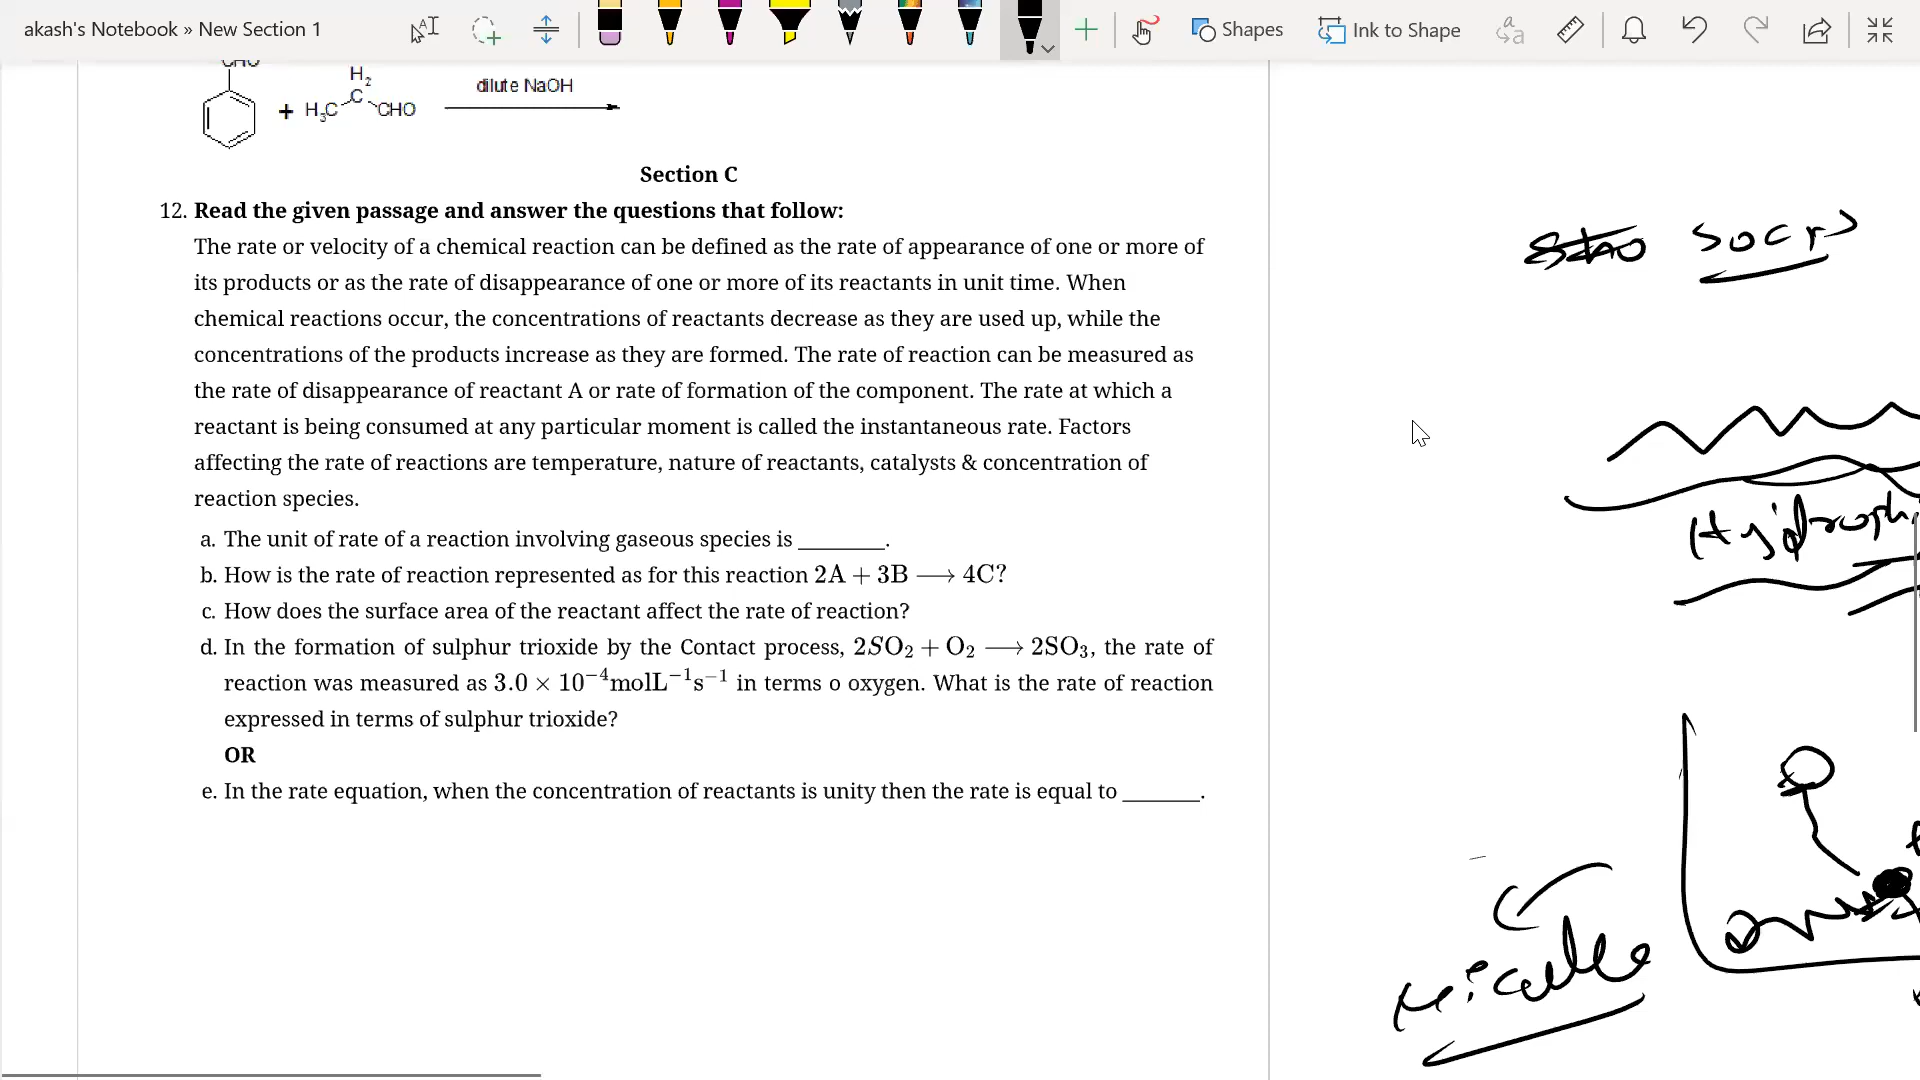 akash's Notebook » New Section 1
Shapes
Ink to Shape
CHO
H2
C
+ H3C CHO
dilute NaOH
Section C
12. Read the given passage and answer the questions that follow:
The rate or velocity of a chemical reaction can be defined as the rate of appearance of one or more of
its products or as the rate of disappearance of one or more of its reactants in unit time. When
chemical reactions occur, the concentrations of reactants decrease as they are used up, while the
concentrations of the products increase as they are formed. The rate of reaction can be measured as
the rate of disappearance of reactant A or rate of formation of the component. The rate at which a
reactant is being consumed at any particular moment is called the instantaneous rate. Factors
affecting the rate of reactions are temperature, nature of reactants, catalysts & concentration of
reaction species.
a. The unit of rate of a reaction involving gaseous species is ________.
b. How is the rate of reaction represented as for this reaction 2A + 3B ⟶ 4C?
c. How does the surface area of the reactant affect the rate of reaction?
d. In the formation of sulphur trioxide by the Contact process, 2SO₂ + O₂ ⟶ 2SO₃, the rate of
reaction was measured as 3.0 × 10⁻⁴molL⁻¹s⁻¹ in terms o oxygen. What is the rate of reaction
expressed in terms of sulphur trioxide?
OR
e. In the rate equation, when the concentration of reactants is unity then the rate is equal to _______.
Hydroph
Micelle